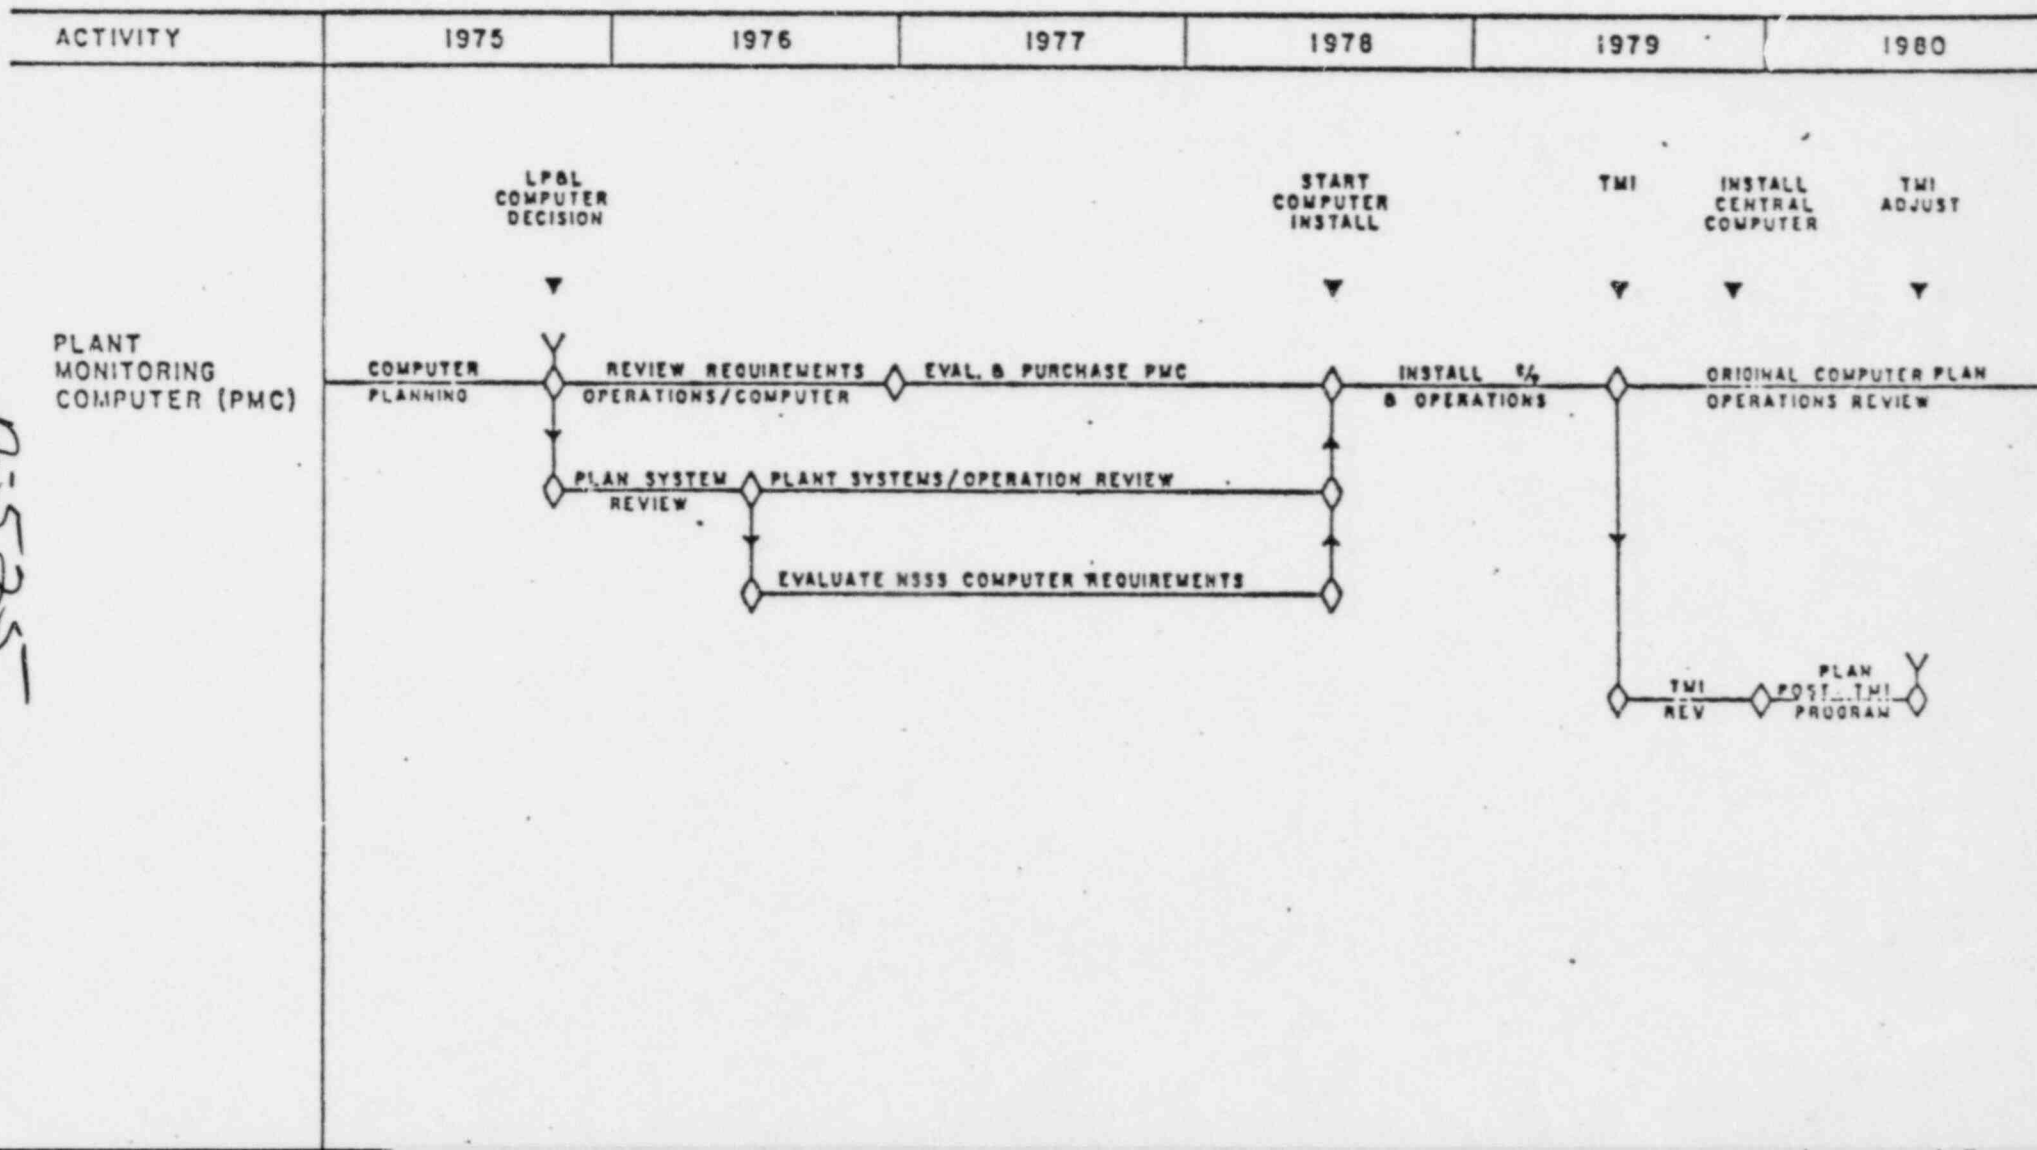 ACTIVITY 1975 1976 1977 1978 1979 1980
LP&L
COMPUTER
DECISION
START
COMPUTER
INSTALL
TMI
INSTALL
CENTRAL
COMPUTER
TMI
ADJUST
PLANT
MONITORING
COMPUTER (PMC)
COMPUTER
PLANNING
REVIEW REQUIREMENTS
OPERATIONS/COMPUTER
EVAL. & PURCHASE PMC
INSTALL
& OPERATIONS
ORIGINAL COMPUTER PLAN
OPERATIONS REVIEW
PLAN SYSTEM
REVIEW
PLANT SYSTEMS/OPERATION REVIEW
EVALUATE NSSS COMPUTER REQUIREMENTS
TMI
REV
PLAN
POST-TMI
PROGRAM